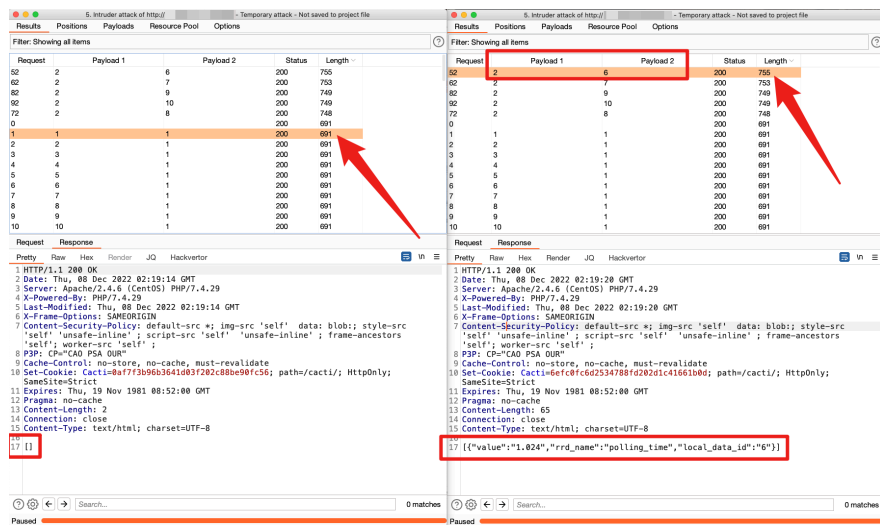 5. Intruder attack of http:// - Temporary attack - Not saved to project file
Results Positions Payloads Resource Pool Options
Filter: Showing all items
Request Payload 1 Payload 2 Status Length
52 2 6 200 755
62 2 7 200 753
82 2 9 200 749
92 2 10 200 749
72 2 8 200 748
0 200 691
1 1 1 200 691
2 2 1 200 691
3 3 1 200 691
4 4 1 200 691
5 5 1 200 691
6 6 1 200 691
7 7 1 200 691
8 8 1 200 691
9 9 1 200 691
10 10 1 200 691
Request Response
Pretty Raw Hex Render JQ Hackvertor \n
1 HTTP/1.1 200 OK
2 Date: Thu, 08 Dec 2022 02:19:14 GMT
3 Server: Apache/2.4.6 (CentOS) PHP/7.4.29
4 X-Powered-By: PHP/7.4.29
5 Last-Modified: Thu, 08 Dec 2022 02:19:14 GMT
6 X-Frame-Options: SAMEORIGIN
7 Content-Security-Policy: default-src *; img-src 'self' data: blob:; style-src
'self' 'unsafe-inline' ; script-src 'self' 'unsafe-inline' ; frame-ancestors
'self'; worker-src 'self' ;
8 P3P: CP="CAO PSA OUR"
9 Cache-Control: no-store, no-cache, must-revalidate
10 Set-Cookie: Cacti=0af7f3b96b3641d03f202c88be90fc56; path=/cacti/; HttpOnly;
SameSite=Strict
11 Expires: Thu, 19 Nov 1981 08:52:00 GMT
12 Pragma: no-cache
13 Content-Length: 2
14 Connection: close
15 Content-Type: text/html; charset=UTF-8
16
17 []
Search... 0 matches
Paused
5. Intruder attack of http:// - Temporary attack - Not saved to project file
Results Positions Payloads Resource Pool Options
Filter: Showing all items
Request Payload 1 Payload 2 Status Length
52 2 6 200 755
62 2 7 200 753
82 2 9 200 749
92 2 10 200 749
72 2 8 200 748
0 200 691
1 1 1 200 691
2 2 1 200 691
3 3 1 200 691
4 4 1 200 691
5 5 1 200 691
6 6 1 200 691
7 7 1 200 691
8 8 1 200 691
9 9 1 200 691
10 10 1 200 691
Request Response
Pretty Raw Hex Render JQ Hackvertor \n
1 HTTP/1.1 200 OK
2 Date: Thu, 08 Dec 2022 02:19:20 GMT
3 Server: Apache/2.4.6 (CentOS) PHP/7.4.29
4 X-Powered-By: PHP/7.4.29
5 Last-Modified: Thu, 08 Dec 2022 02:19:20 GMT
6 X-Frame-Options: SAMEORIGIN
7 Content-Security-Policy: default-src *; img-src 'self' data: blob:; style-src
'self' 'unsafe-inline' ; script-src 'self' 'unsafe-inline' ; frame-ancestors
'self'; worker-src 'self' ;
8 P3P: CP="CAO PSA OUR"
9 Cache-Control: no-store, no-cache, must-revalidate
10 Set-Cookie: Cacti=6efc0fc6d2534788fd202d1c41661b0d; path=/cacti/; HttpOnly;
SameSite=Strict
11 Expires: Thu, 19 Nov 1981 08:52:00 GMT
12 Pragma: no-cache
13 Content-Length: 65
14 Connection: close
15 Content-Type: text/html; charset=UTF-8
16
17 [{"value":"1.024","rrd_name":"polling_time","local_data_id":"6"}]
Search... 0 matches
Paused